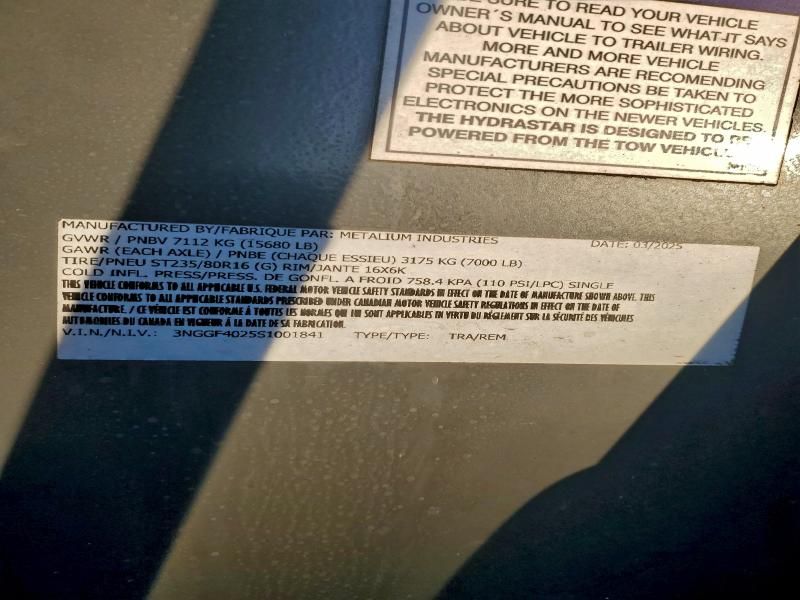 BE SURE TO READ YOUR VEHICLE
OWNER´S MANUAL TO SEE WHAT IT SAYS
ABOUT VEHICLE TO TRAILER WIRING.
MORE AND MORE VEHICLE
MANUFACTURERS ARE RECOMENDING
SPECIAL PRECAUTIONS BE TAKEN TO
PROTECT THE MORE SOPHISTICATED
ELECTRONICS ON THE NEWER VEHICLES.
THE HYDRASTAR IS DESIGNED TO BE
POWERED FROM THE TOW VEHICLE
MANUFACTURED BY/FABRIQUE PAR: METALIUM INDUSTRIES DATE: 03/2025
GVWR / PNBV 7112 KG (15680 LB)
GAWR (EACH AXLE) / PNBE (CHAQUE ESSIEU) 3175 KG (7000 LB)
TIRE/PNEU ST235/80R16 (G) RIM/JANTE 16X6K
COLD INFL. PRESS/PRESS. DE GONFL. A FROID 758.4 KPA (110 PSI/LPC) SINGLE
THIS VEHICLE CONFORMS TO ALL APPLICABLE U.S. FEDERAL MOTOR VEHICLE SAFETY STANDARDS IN EFFECT ON THE DATE OF MANUFACTURE SHOWN ABOVE. THIS
VEHICLE CONFORMS TO ALL APPLICABLE STANDARDS PRESCRIBED UNDER CANADIAN MOTOR VEHICLE SAFETY REGULATIONS IN EFFECT ON THE DATE OF
MANUFACTURE. / CE VÉHICULE EST CONFORME À TOUTES LES NORMES QUI LUI SONT APPLICABLES EN VERTU DU RÈGLEMENT SUR LA SÉCURITÉ DES VÉHICULES
AUTOMOBILES DU CANADA EN VIGUEUR À LA DATE DE SA FABRICATION.
V.I.N./N.I.V.: 3NGGF4025S1001841 TYPE/TYPE: TRA/REM